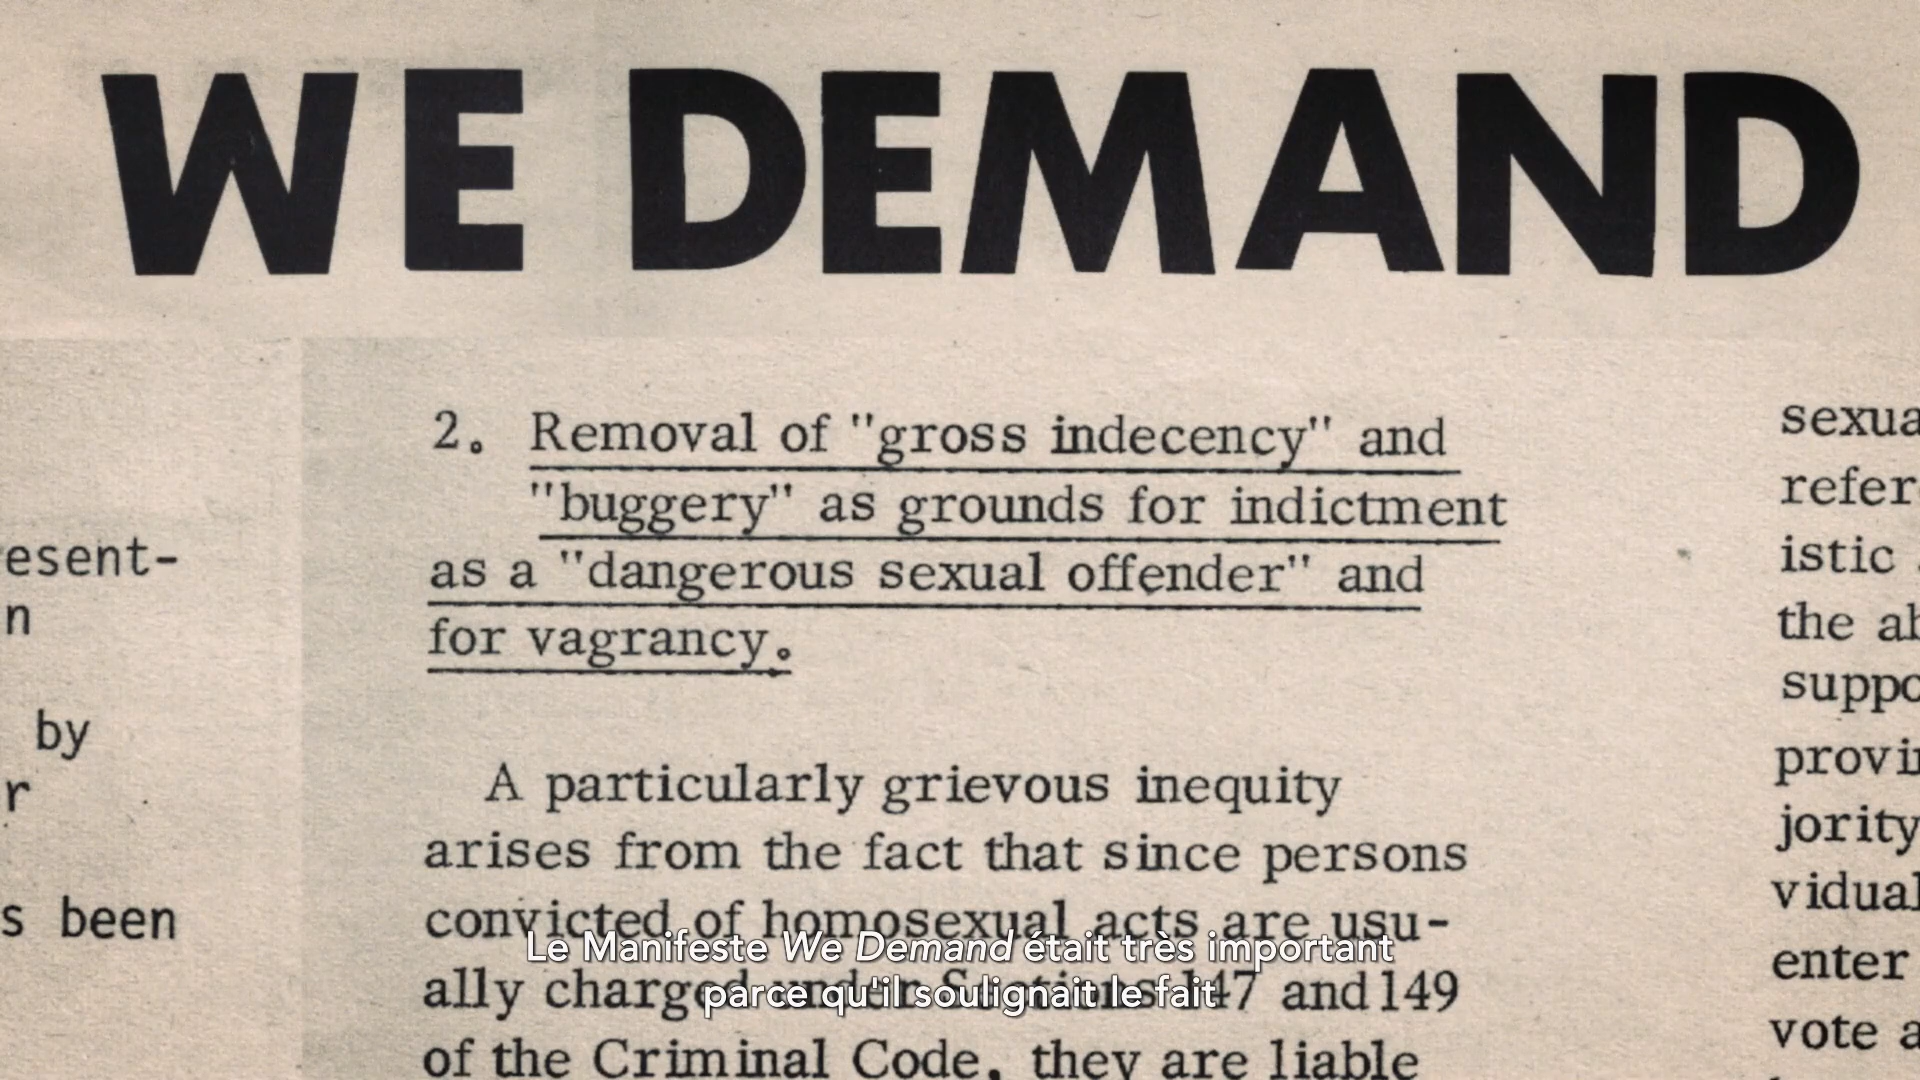 WE DEMAND
2. Removal of "gross indecency" and
"buggery" as grounds for indictment
as a "dangerous sexual offender" and
for vagrancy.
A particularly grievous inequity
arises from the fact that since persons
convicted of homosexual acts are usu-
ally charged under Sections 147 and 149
of the Criminal Code, they are liable
esent-
n
by
r
s been
sexua
refer
istic
the ab
suppo
provin
jority
vidual
enter
vote a
Le Manifeste We Demand était très important
parce qu'il soulignait le fait